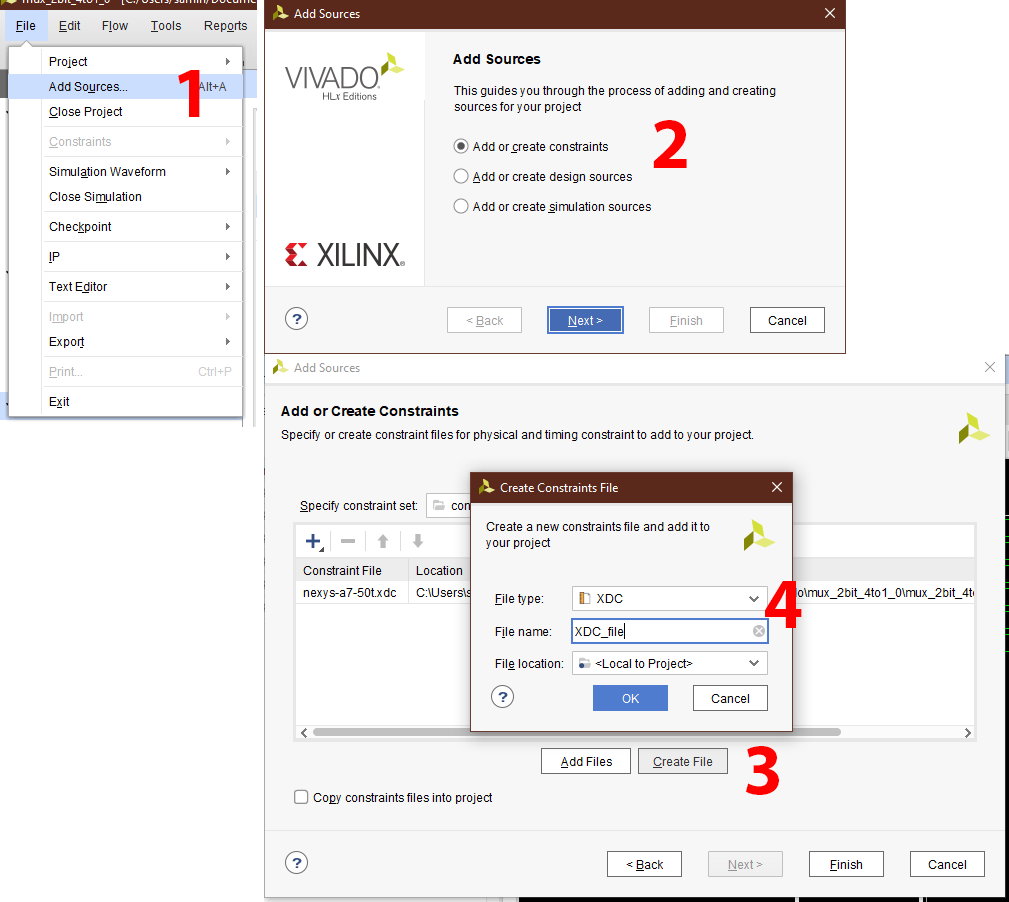 File Edit Flow Tools Reports
Project
Add Sources... Alt+A
1
Close Project
Constraints
Simulation Waveform
Close Simulation
Checkpoint
IP
Text Editor
Import
Export
Print... Ctrl+P
Exit
Add Sources
VIVADO
HLx Editions
XILINX
Add Sources
This guides you through the process of adding and creating
sources for your project
Add or create constraints
Add or create design sources
Add or create simulation sources
2
? < Back Next > Finish Cancel
Add Sources
Add or Create Constraints
Specify or create constraint files for physical and timing constraint to add to your project.
Specify constraint set: con
Constraint File Location
nexys-a7-50t.xdc C:\Users\s
o\mux_2bit_4to1_0\mux_2bit_4t
Create Constraints File
Create a new constraints file and add it to
your project
File type: XDC
4
File name: XDC_file
File location: <Local to Project>
? OK Cancel
Add Files Create File
3
Copy constraints files into project
? < Back Next > Finish Cancel